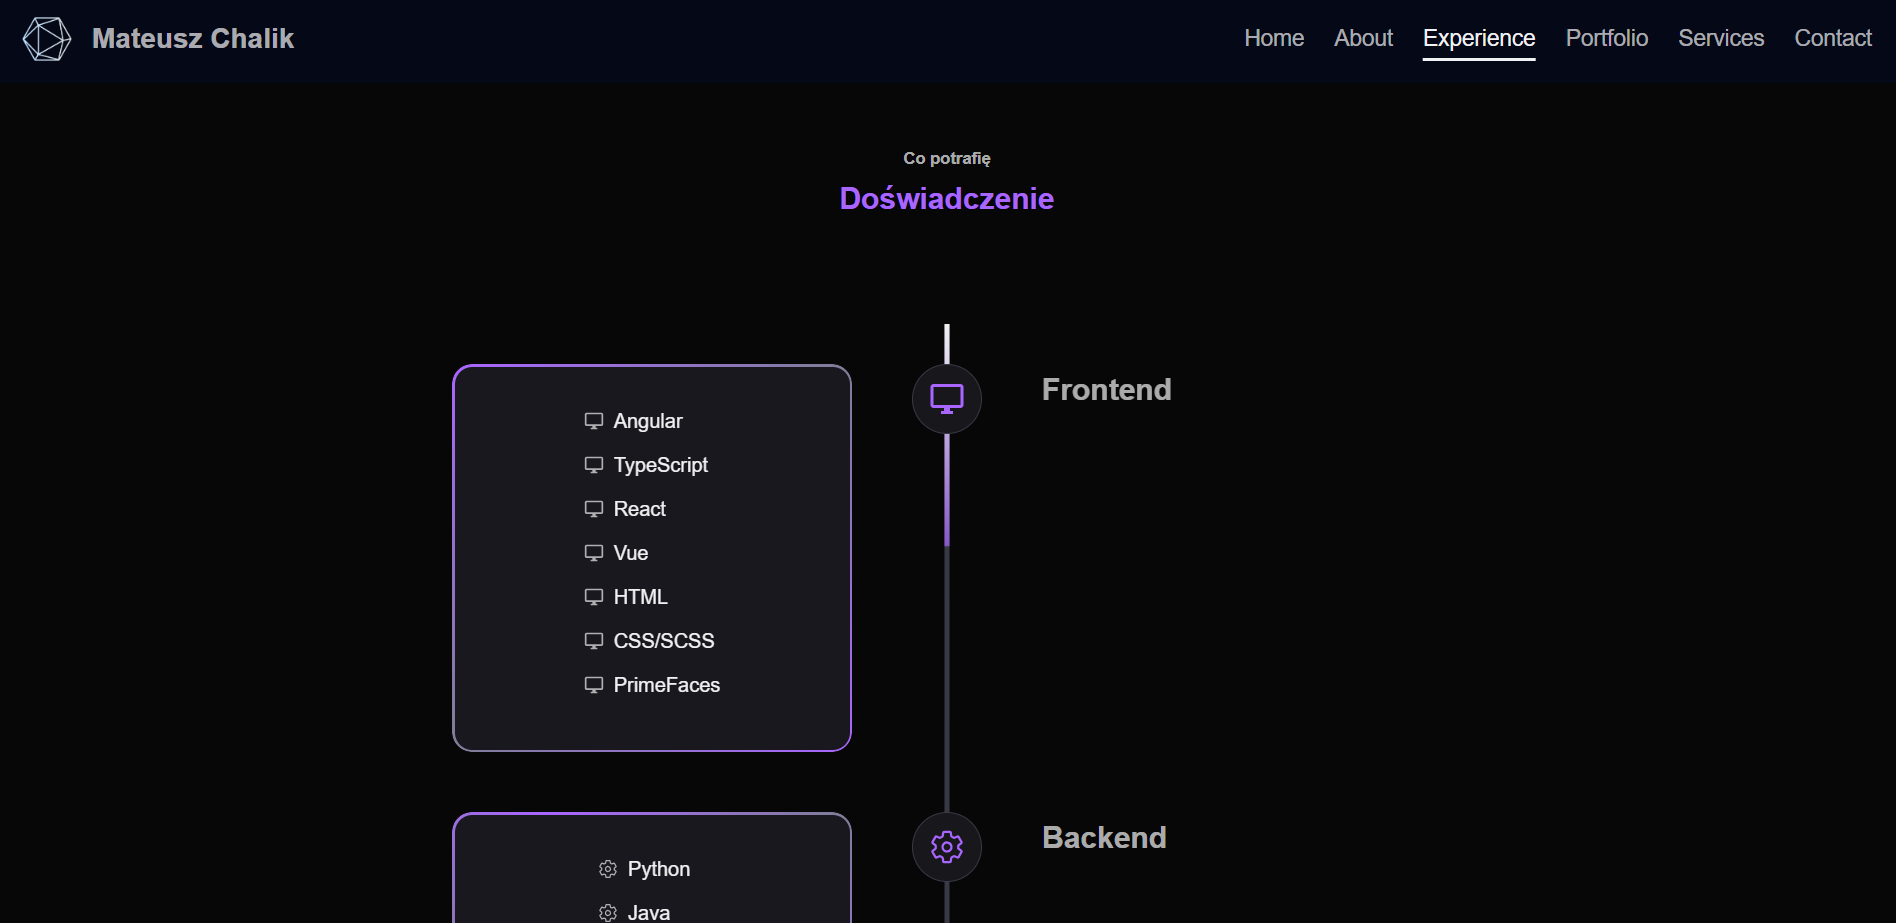 Mateusz Chalik
Home About Experience Portfolio Services Contact
Co potrafię
Doświadczenie
Frontend
Angular
TypeScript
React
Vue
HTML
CSS/SCSS
PrimeFaces
Backend
Python
Java